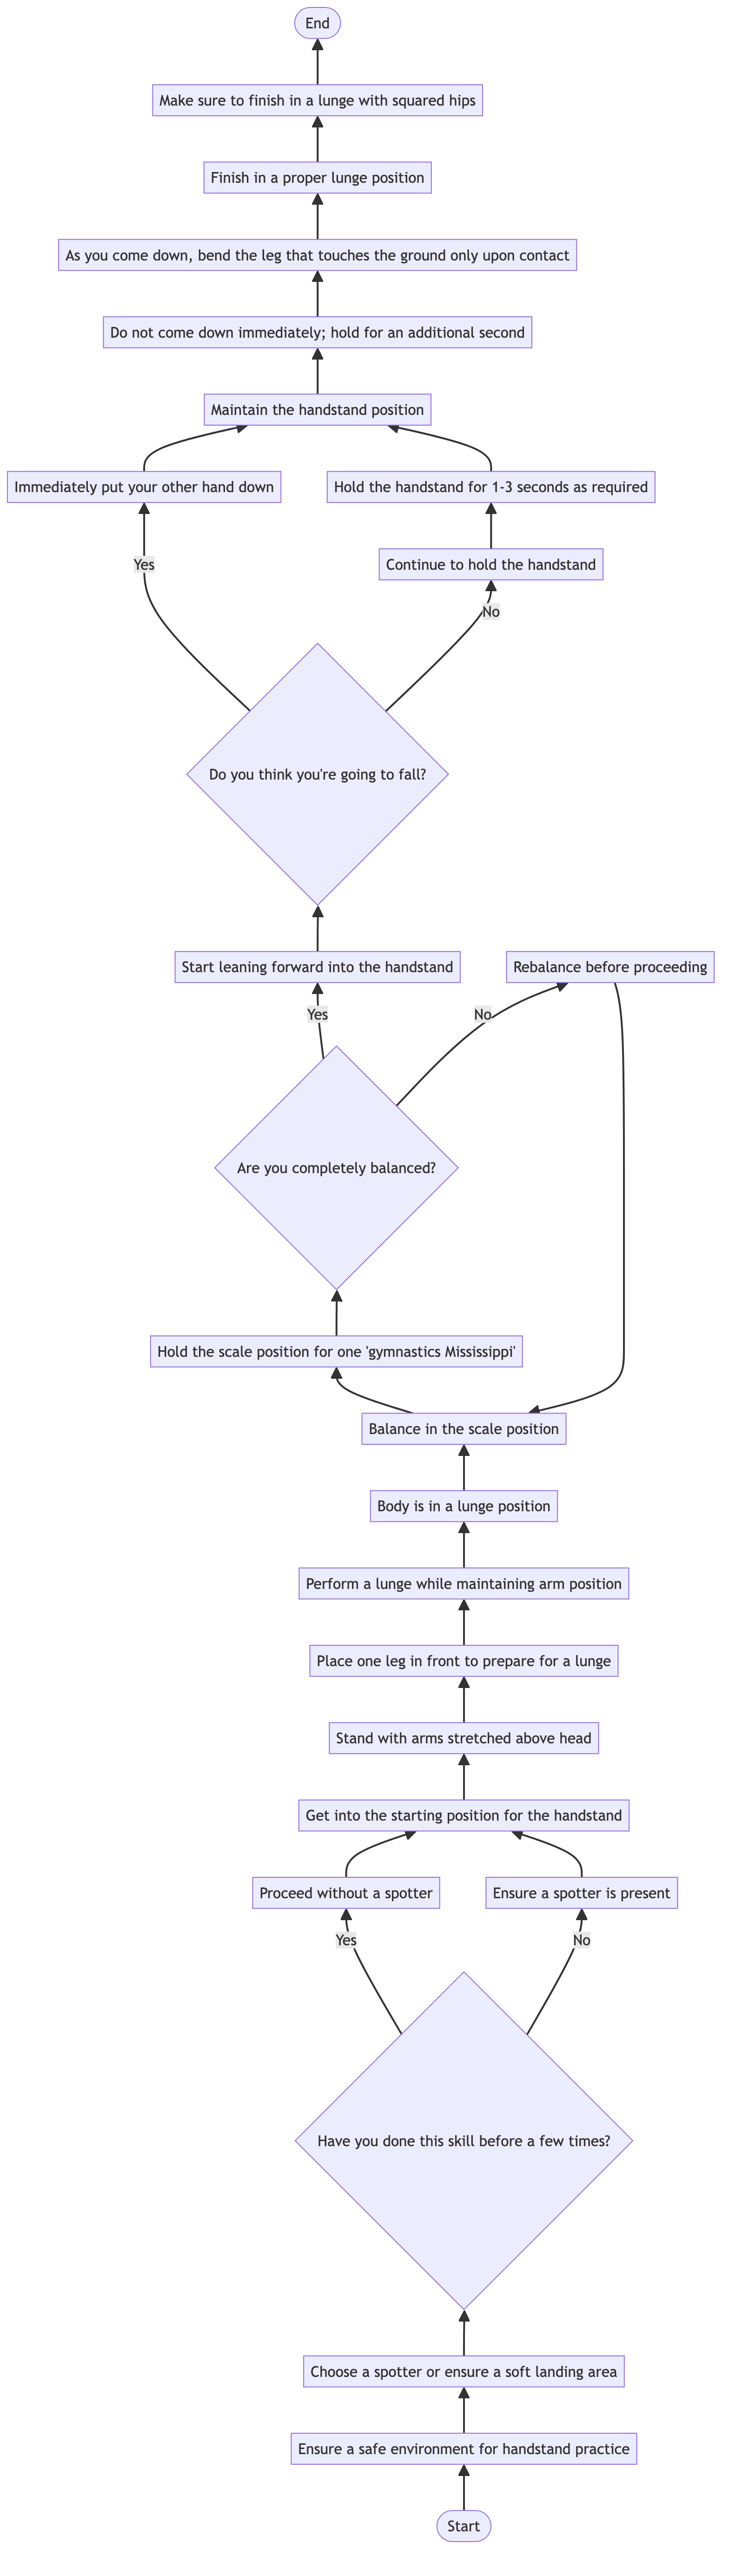 End
Make sure to finish in a lunge with squared hips
Finish in a proper lunge position
As you come down, bend the leg that touches the ground only upon contact
Do not come down immediately; hold for an additional second
Maintain the handstand position
Immediately put your other hand down
Hold the handstand for 1-3 seconds as required
Yes
Continue to hold the handstand
No
Do you think you're going to fall?
Start leaning forward into the handstand
Rebalance before proceeding
Yes
No
Are you completely balanced?
Hold the scale position for one 'gymnastics Mississippi'
Balance in the scale position
Body is in a lunge position
Perform a lunge while maintaining arm position
Place one leg in front to prepare for a lunge
Stand with arms stretched above head
Get into the starting position for the handstand
Proceed without a spotter
Ensure a spotter is present
Yes
No
Have you done this skill before a few times?
Choose a spotter or ensure a soft landing area
Ensure a safe environment for handstand practice
Start